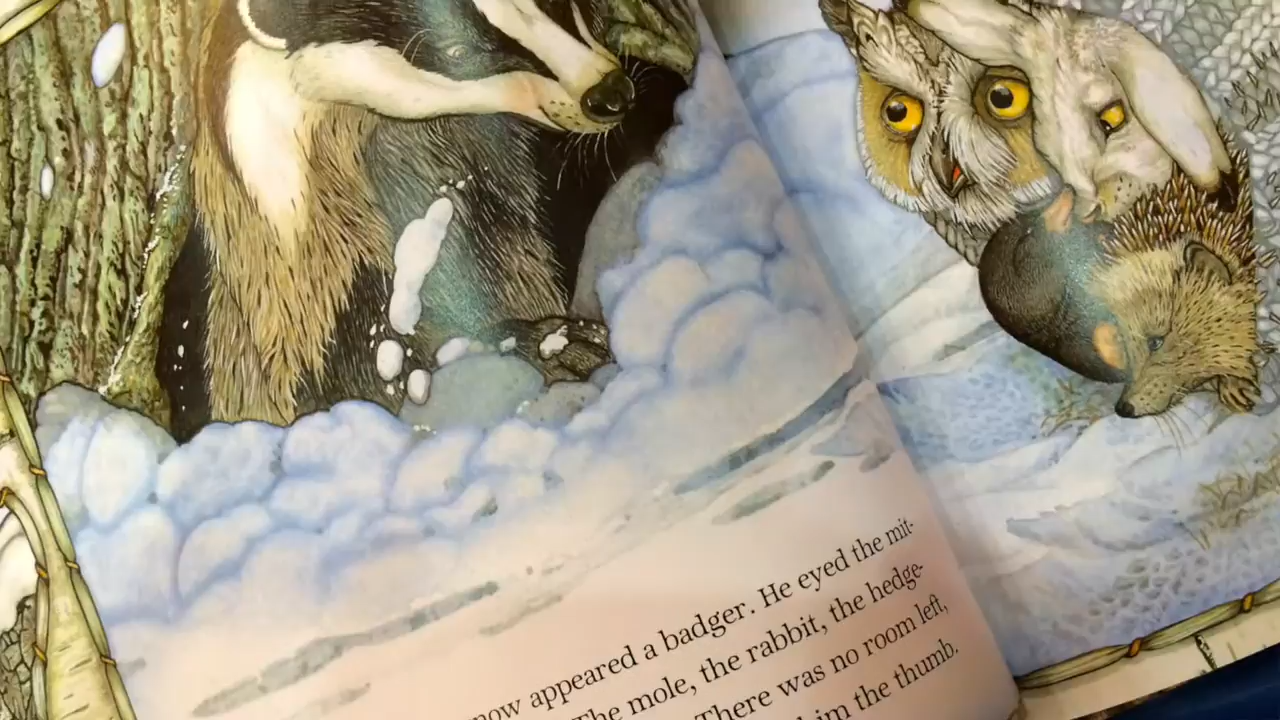 now appeared a badger. He eyed the mit-
The mole, the rabbit, the hedge-
There was no room left,
him the thumb.